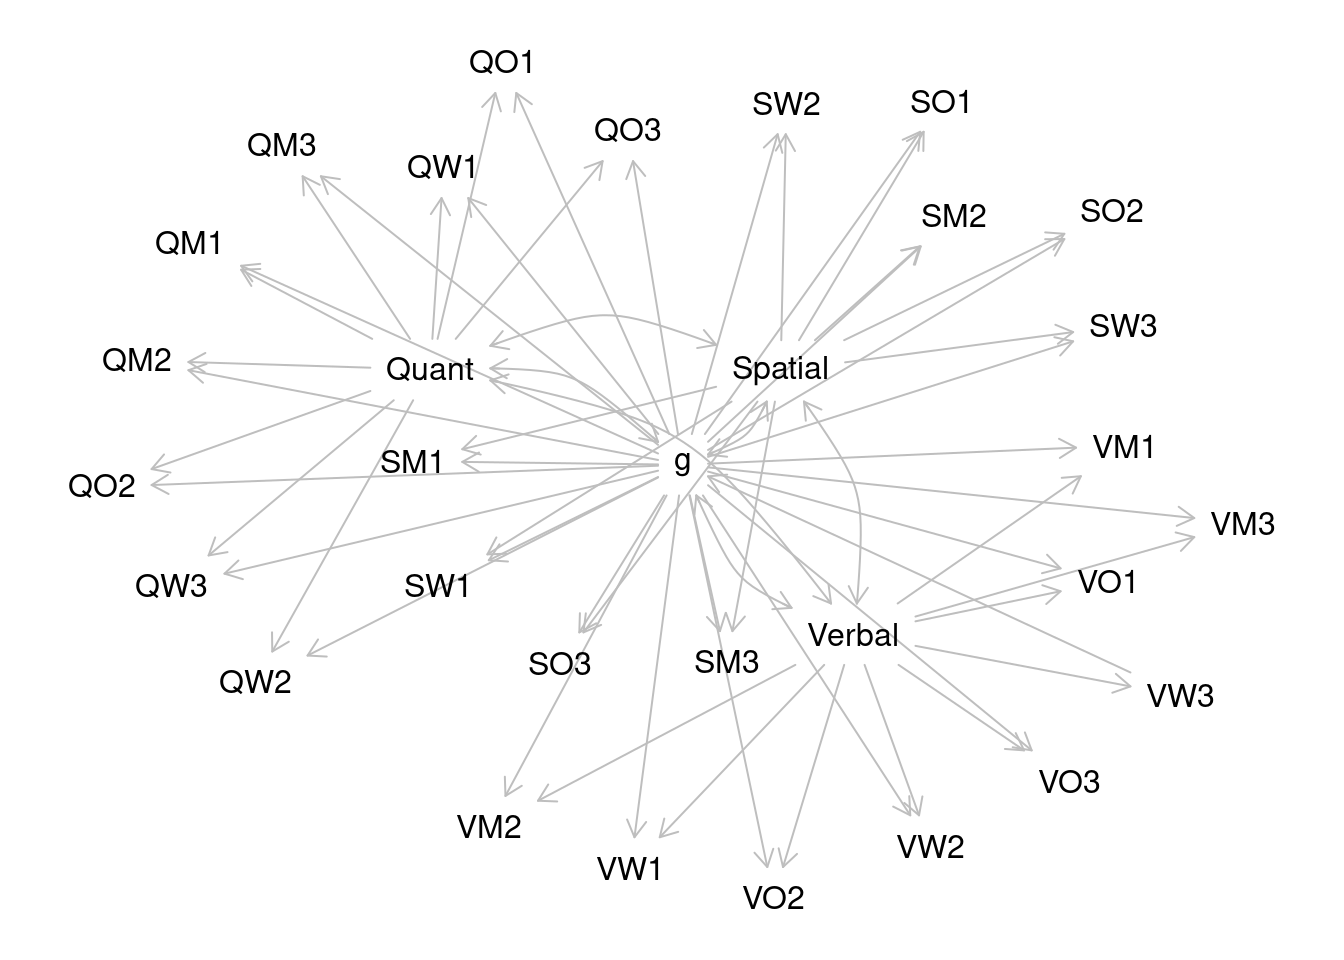 QO1
SW2
SO1
QO3
QM3
QW1
SM2
SO2
QM1
SW3
QM2
Quant
Spatial
VM1
SM1
g
QO2
VM3
QW3
SW1
VO1
Verbal
SO3
SM3
QW2
VW3
VO3
VM2
VW2
VW1
VO2